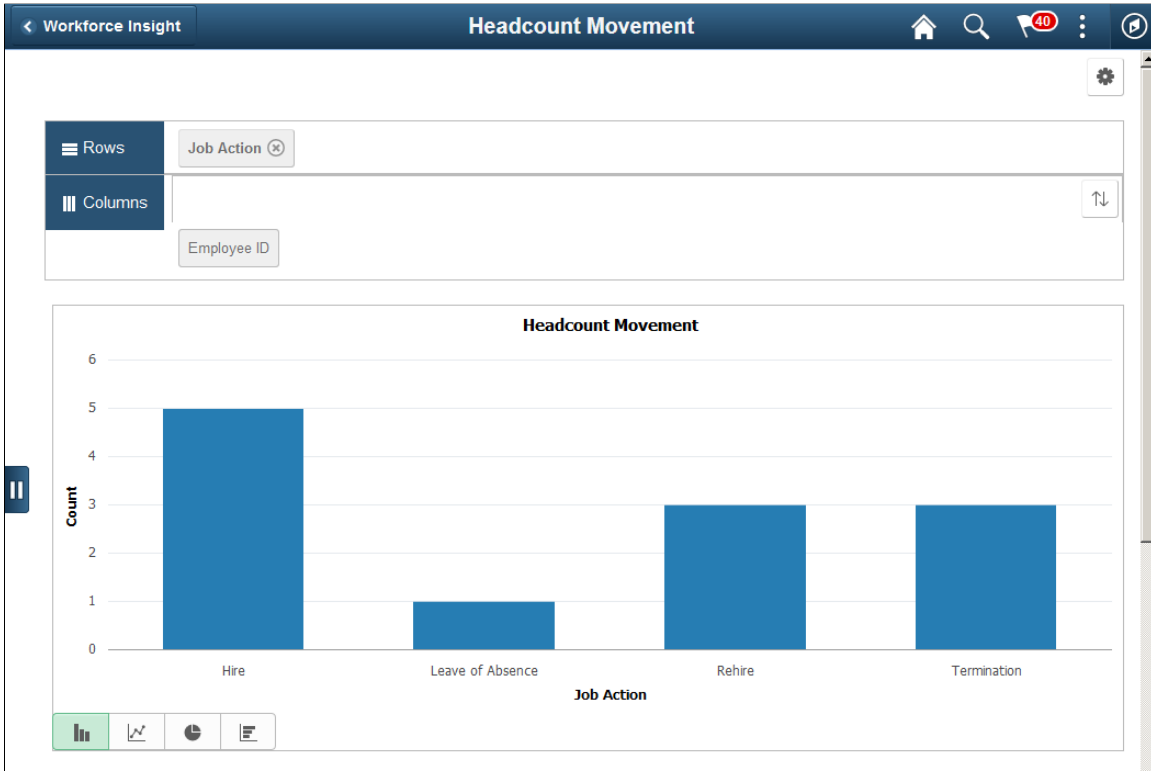 Workforce Insight
Headcount Movement
40
Rows
Job Action
Columns
Employee ID
Headcount Movement
6
5
4
3
2
1
0
Count
Hire
Leave of Absence
Rehire
Termination
Job Action